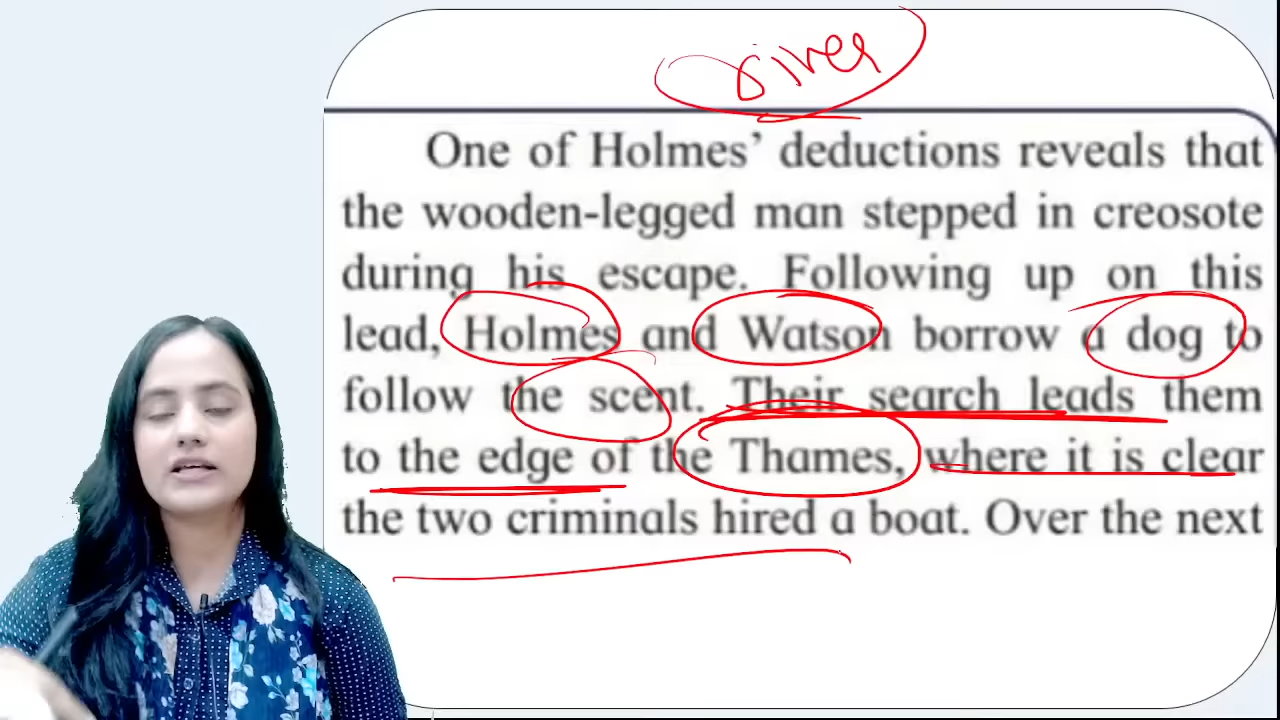 river
One of Holmes’ deductions reveals that
the wooden-legged man stepped in creosote
during his escape. Following up on this
lead, Holmes and Watson borrow a dog to
follow the scent. Their search leads them
to the edge of the Thames, where it is clear
the two criminals hired a boat. Over the next